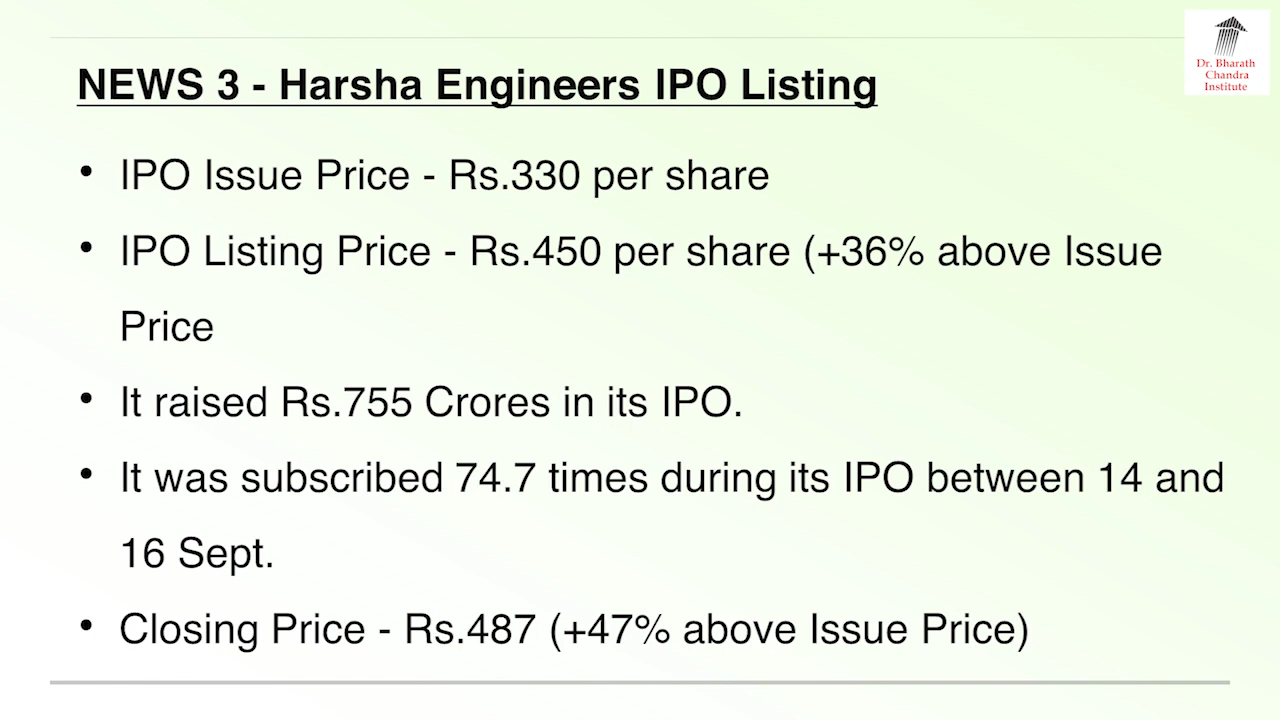 Dr. Bharath
Chandra
Institute
NEWS 3 - Harsha Engineers IPO Listing
• IPO Issue Price - Rs.330 per share
• IPO Listing Price - Rs.450 per share (+36% above Issue
Price
• It raised Rs.755 Crores in its IPO.
• It was subscribed 74.7 times during its IPO between 14 and
16 Sept.
• Closing Price - Rs.487 (+47% above Issue Price)